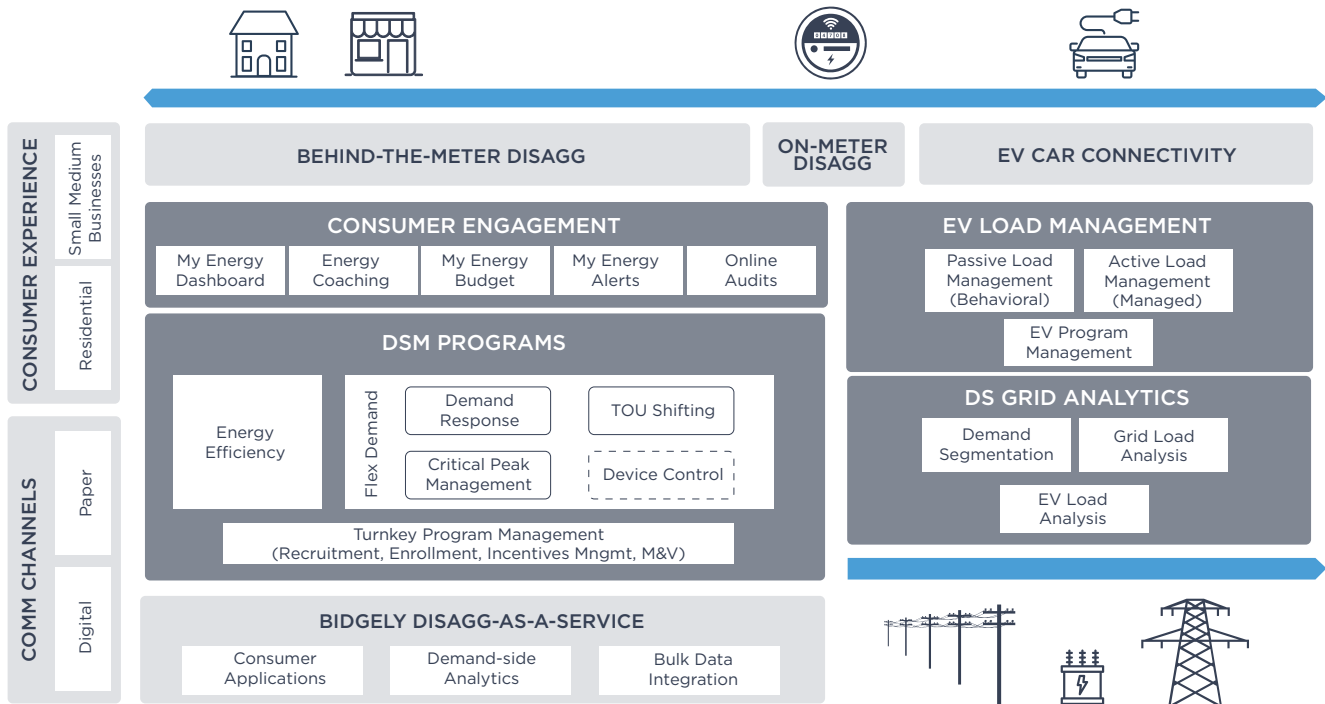 BEHIND-THE-METER DISAGG
ON-METER
DISAGG
EV CAR CONNECTIVITY
CONSUMER EXPERIENCE
Small Medium
Businesses
Residential
COMM CHANNELS
Paper
Digital
CONSUMER ENGAGEMENT
My Energy
Dashboard
Energy
Coaching
My Energy
Budget
My Energy
Alerts
Online
Audits
DSM PROGRAMS
Energy
Efficiency
Flex Demand
Demand
Response
TOU Shifting
Critical Peak
Management
Device Control
Turnkey Program Management
(Recruitment, Enrollment, Incentives Mngmt, M&V)
BIDGELY DISAGG-AS-A-SERVICE
Consumer
Applications
Demand-side
Analytics
Bulk Data
Integration
EV LOAD MANAGEMENT
Passive Load
Management
(Behavioral)
Active Load
Management
(Managed)
EV Program
Management
DS GRID ANALYTICS
Demand
Segmentation
Grid Load
Analysis
EV Load
Analysis